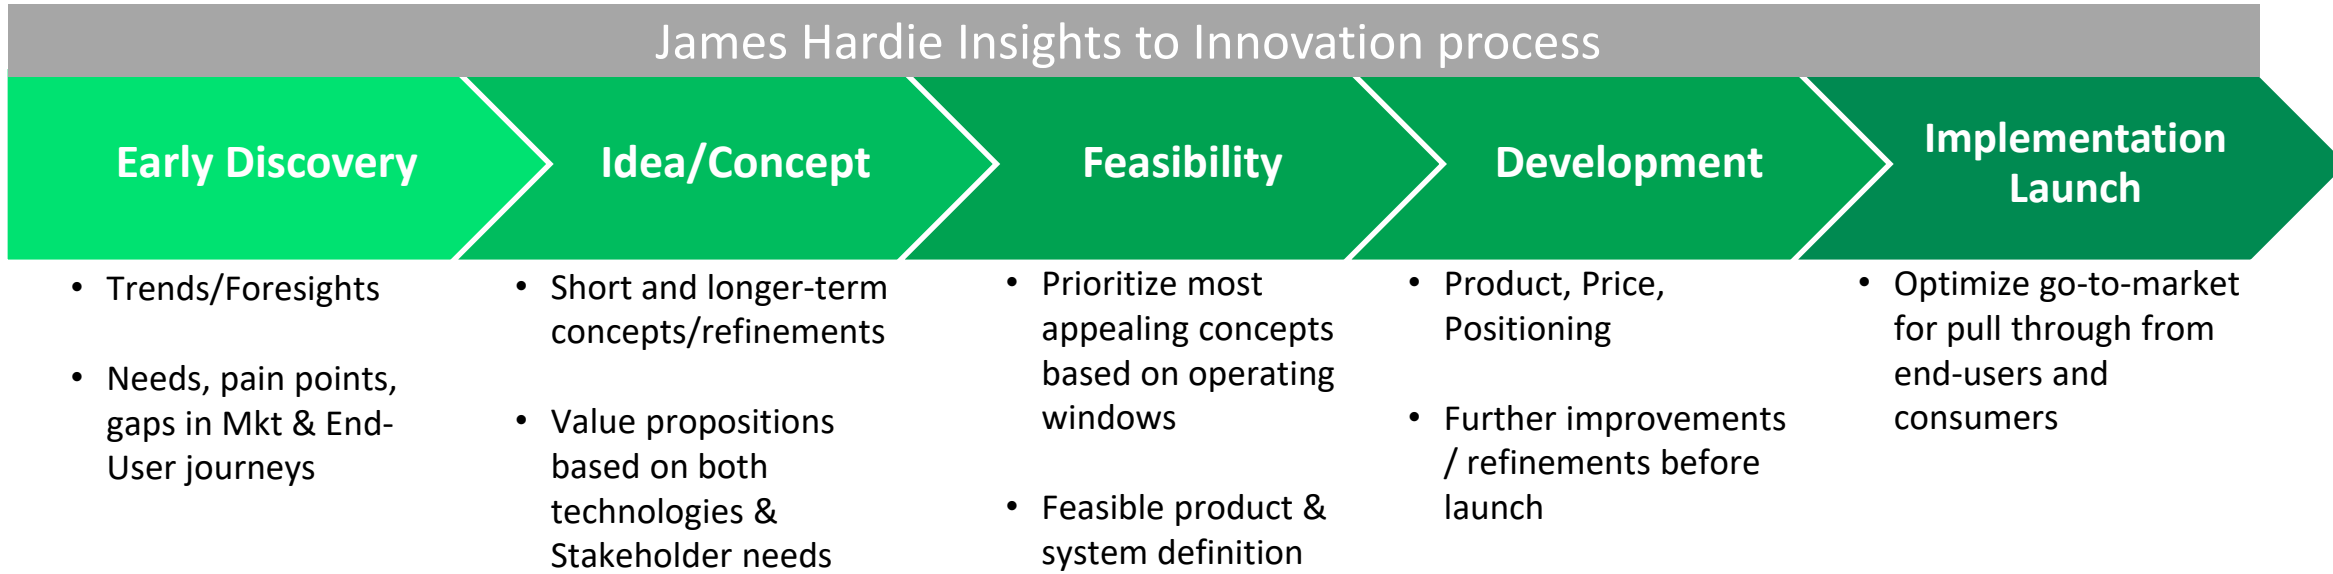 James Hardie Insights to Innovation process
Early Discovery
Idea/Concept
Feasibility
Development
Implementation
Launch
• Trends/Foresights
• Needs, pain points,
gaps in Mkt & End-
User journeys
• Short and longer-term
concepts/refinements
• Value propositions
based on both
technologies &
Stakeholder needs
• Prioritize most
appealing concepts
based on operating
windows
• Feasible product &
system definition
• Product, Price,
Positioning
• Further improvements
/ refinements before
launch
• Optimize go-to-market
for pull through from
end-users and
consumers